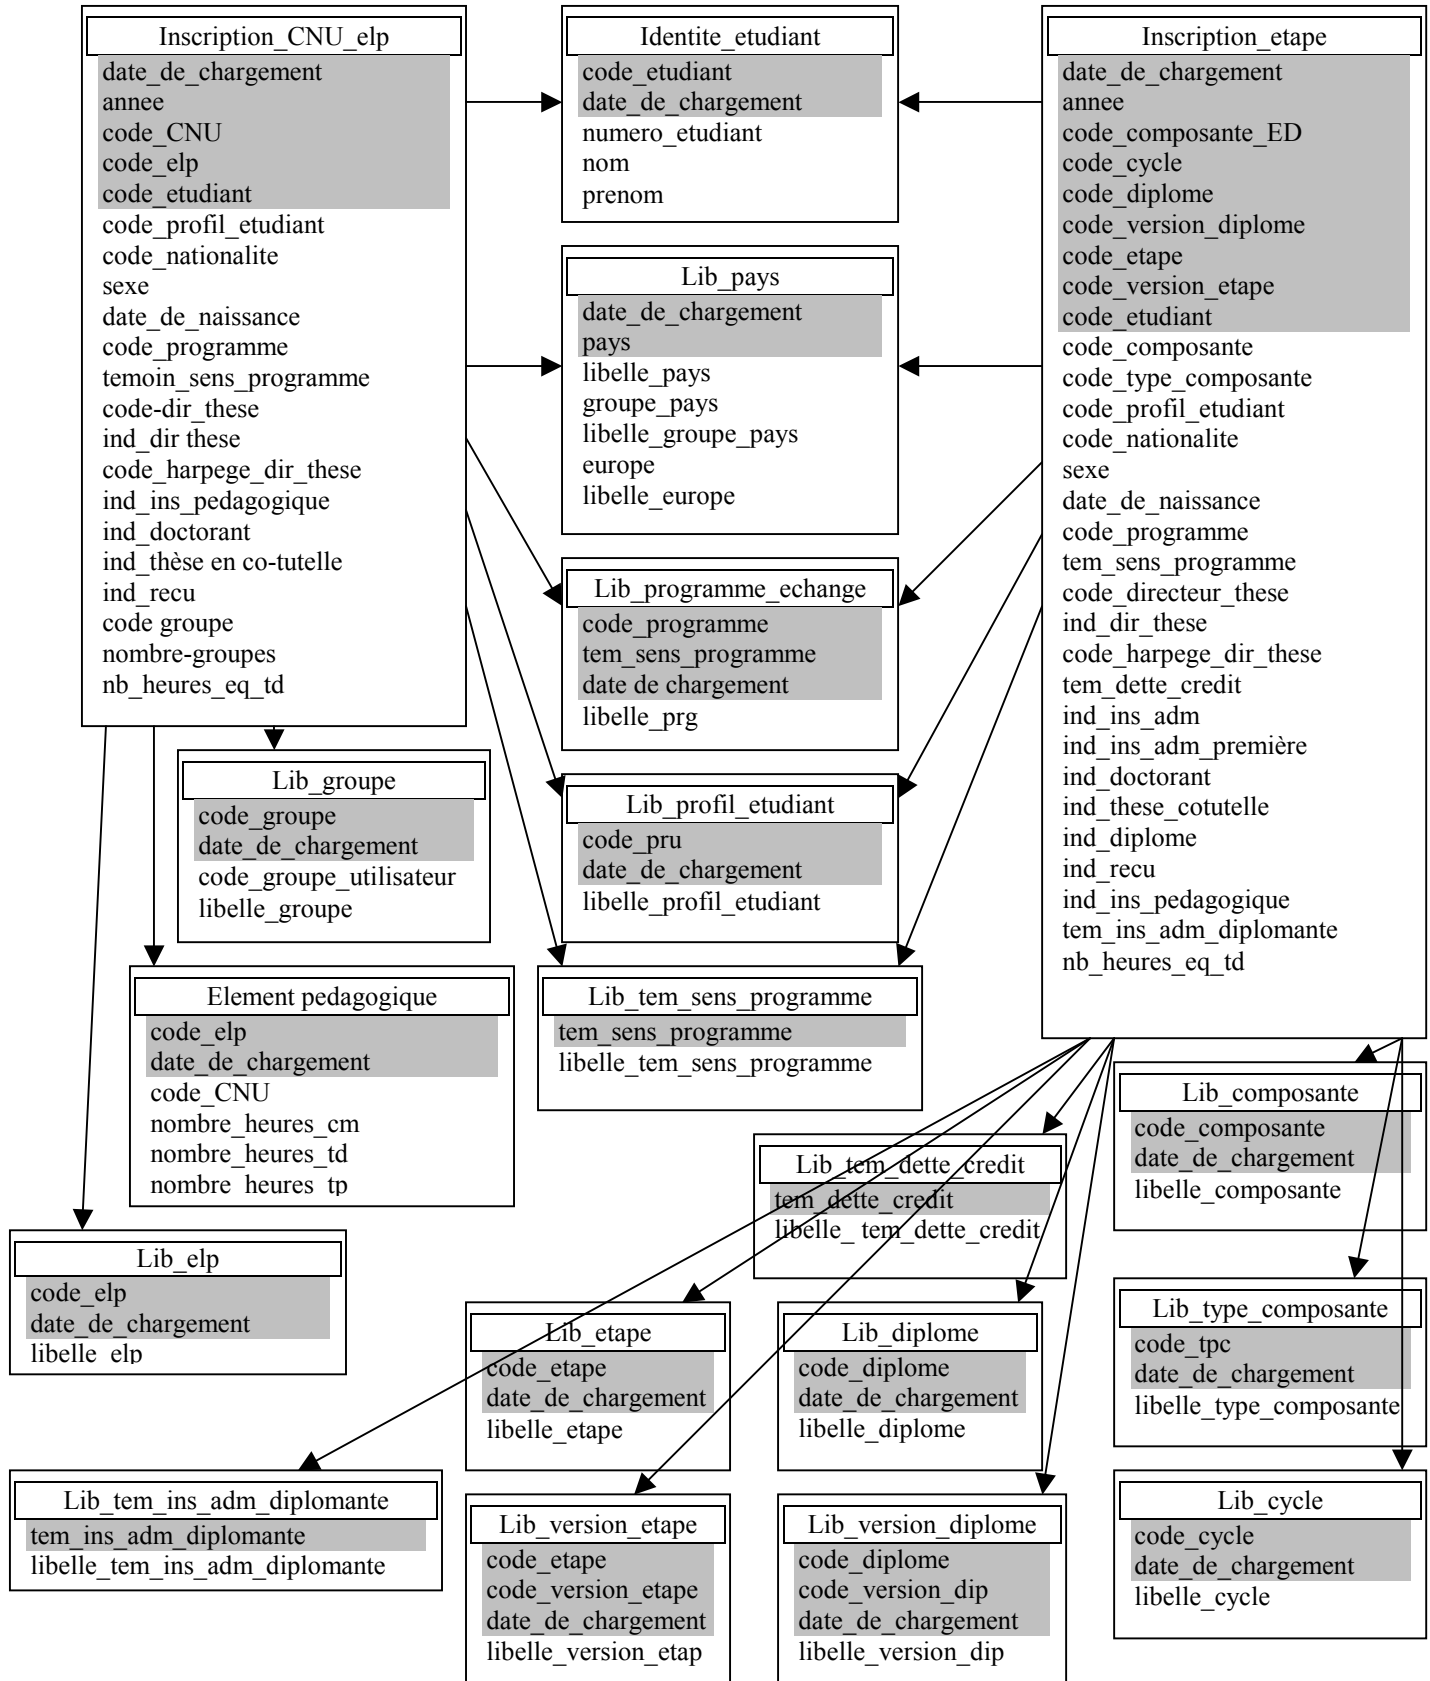 Inscription_CNU_elp
date_de_chargement
annee
code_CNU
code_elp
code_etudiant
code_profil_etudiant
code_nationalite
sexe
date_de_naissance
code_programme
temoin_sens_programme
code-dir_these
ind_dir these
code_harpege_dir_these
ind_ins_pedagogique
ind_doctorant
ind_thèse en co-tutelle
ind_recu
code groupe
nombre-groupes
nb_heures_eq_td
Identite_etudiant
code_etudiant
date_de_chargement
numero_etudiant
nom
prenom
Inscription_etape
date_de_chargement
annee
code_composante_ED
code_cycle
code_diplome
code_version_diplome
code_etape
code_version_etape
code_etudiant
code_composante
code_type_composante
code_profil_etudiant
code_nationalite
sexe
date_de_naissance
code_programme
tem_sens_programme
code_directeur_these
ind_dir_these
code_harpege_dir_these
tem_dette_credit
ind_ins_adm
ind_ins_adm_première
ind_doctorant
ind_these_cotutelle
ind_diplome
ind_recu
ind_ins_pedagogique
tem_ins_adm_diplomante
nb_heures_eq_td
Lib_pays
date_de_chargement
pays
libelle_pays
groupe_pays
libelle_groupe_pays
europe
libelle_europe
Lib_programme_echange
code_programme
tem_sens_programme
date de chargement
libelle_prg
Lib_groupe
code_groupe
date_de_chargement
code_groupe_utilisateur
libelle_groupe
Lib_profil_etudiant
code_pru
date_de_chargement
libelle_profil_etudiant
Element pedagogique
code_elp
date_de_chargement
code_CNU
nombre_heures_cm
nombre_heures_td
nombre_heures_tp
Lib_tem_sens_programme
tem_sens_programme
libelle_tem_sens_programme
Lib_composante
code_composante
date_de_chargement
libelle_composante
Lib_tem_dette_credit
tem_dette_credit
libelle_ tem_dette_credit
Lib_elp
code_elp
date_de_chargement
libelle_elp
Lib_etape
code_etape
date_de_chargement
libelle_etape
Lib_diplome
code_diplome
date_de_chargement
libelle_diplome
Lib_type_composante
code_tpc
date_de_chargement
libelle_type_composante
Lib_tem_ins_adm_diplomante
tem_ins_adm_diplomante
libelle_tem_ins_adm_diplomante
Lib_version_etape
code_etape
code_version_etape
date_de_chargement
libelle_version_etap
Lib_version_diplome
code_diplome
code_version_dip
date_de_chargement
libelle_version_dip
Lib_cycle
code_cycle
date_de_chargement
libelle_cycle